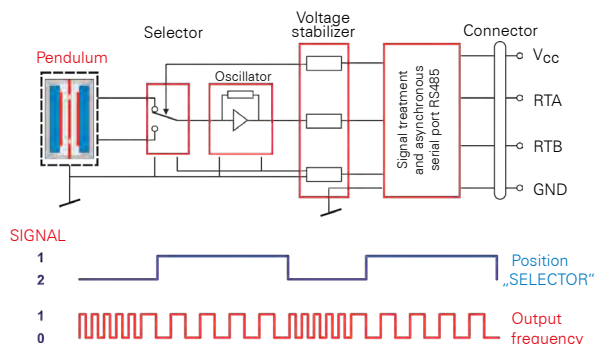 Voltage
stabilizer
Selector
Connector
Pendulum
Oscillator
Vcc
Signal treatment
and asynchronous
serial port RS485
RTA
RTB
GND
SIGNAL
1
2
Position
„SELECTOR“
1
0
Output
frequency